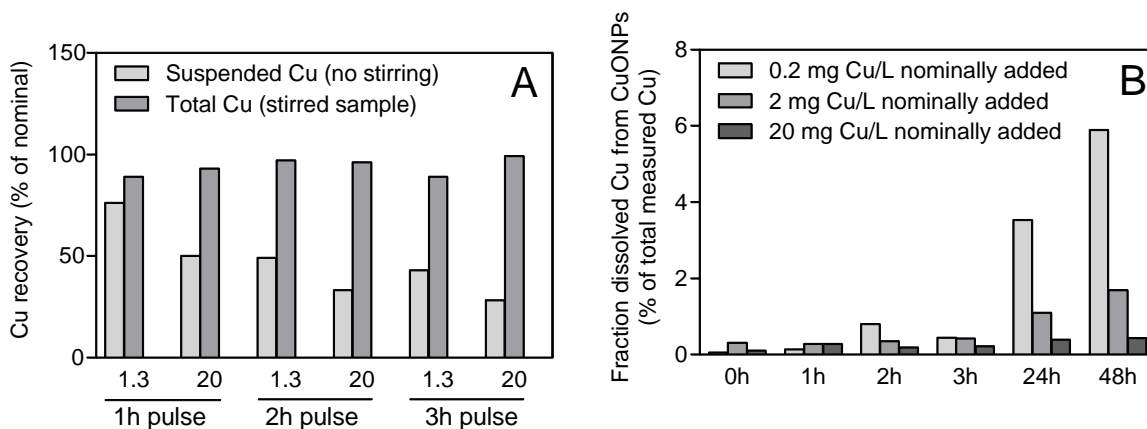 A
Cu recovery (% of nominal)
150
100
50
0
Suspended Cu (no stirring)
Total Cu (stirred sample)
1.3 20 1.3 20 1.3 20
1h pulse 2h pulse 3h pulse
B
Fraction dissolved Cu from CuONPs
(% of total measured Cu)
8
6
4
2
0
0.2 mg Cu/L nominally added
2 mg Cu/L nominally added
20 mg Cu/L nominally added
0h 1h 2h 3h 24h 48h